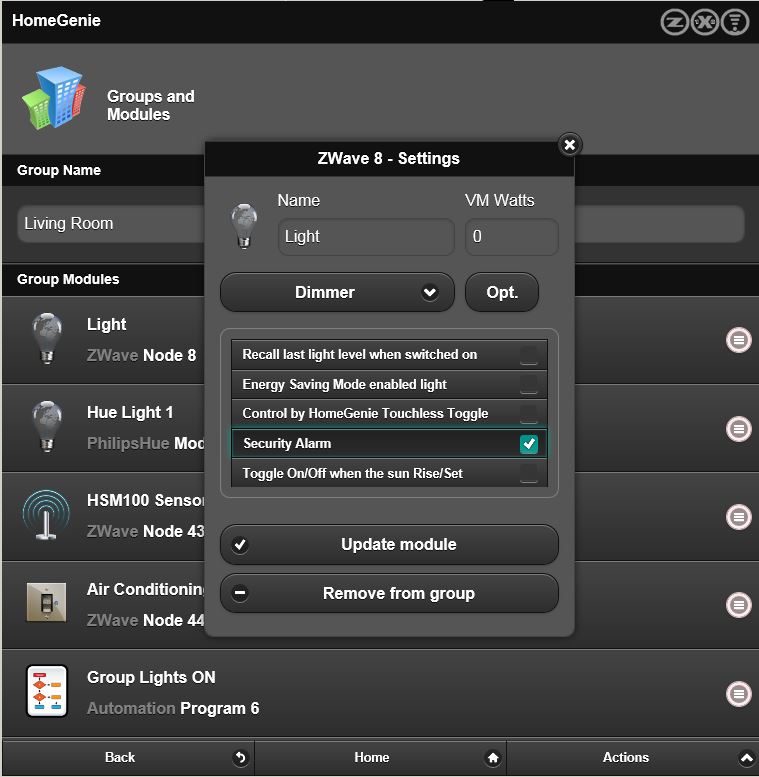 HomeGenie
Groups and
Modules
Group Name
Living Room
Group Modules
Light
ZWave Node 8
Hue Light 1
PhilipsHue Mod
HSM100 Senso
ZWave Node 43
Air Conditioning
ZWave Node 44
Group Lights ON
Automation Program 6
ZWave 8 - Settings
Name
VM Watts
Light
0
Dimmer
Opt.
Recall last light level when switched on
Energy Saving Mode enabled light
Control by HomeGenie Touchless Toggle
Security Alarm
Toggle On/Off when the sun Rise/Set
Update module
Remove from group
Back
Home
Actions